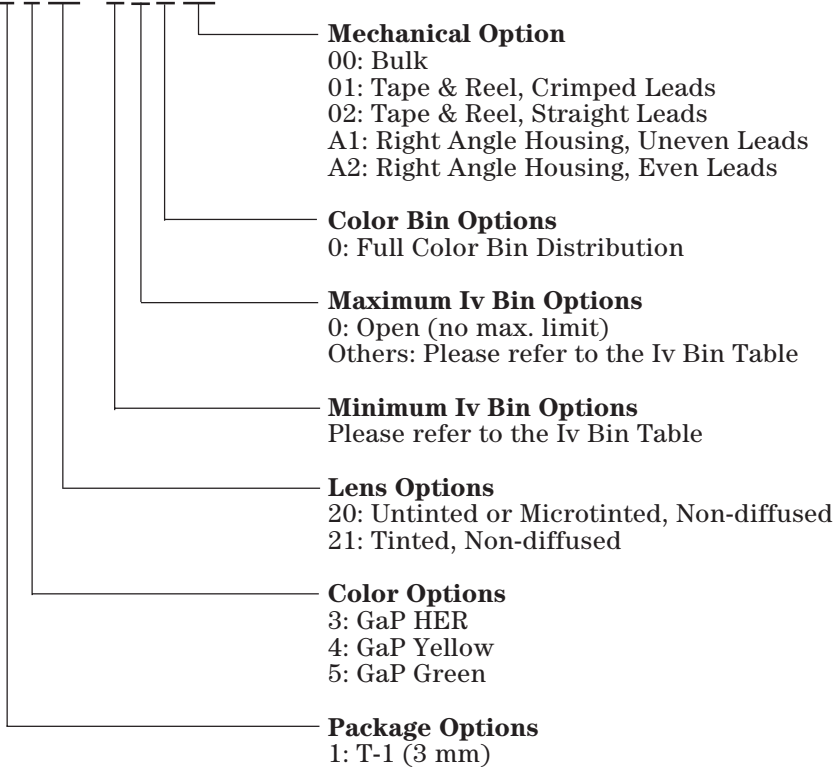 Mechanical Option
00: Bulk
01: Tape & Reel, Crimped Leads
02: Tape & Reel, Straight Leads
A1: Right Angle Housing, Uneven Leads
A2: Right Angle Housing, Even Leads
Color Bin Options
0: Full Color Bin Distribution
Maximum Iv Bin Options
0: Open (no max. limit)
Others: Please refer to the Iv Bin Table
Minimum Iv Bin Options
Please refer to the Iv Bin Table
Lens Options
20: Untinted or Microtinted, Non-diffused
21: Tinted, Non-diffused
Color Options
3: GaP HER
4: GaP Yellow
5: GaP Green
Package Options
1: T-1 (3 mm)